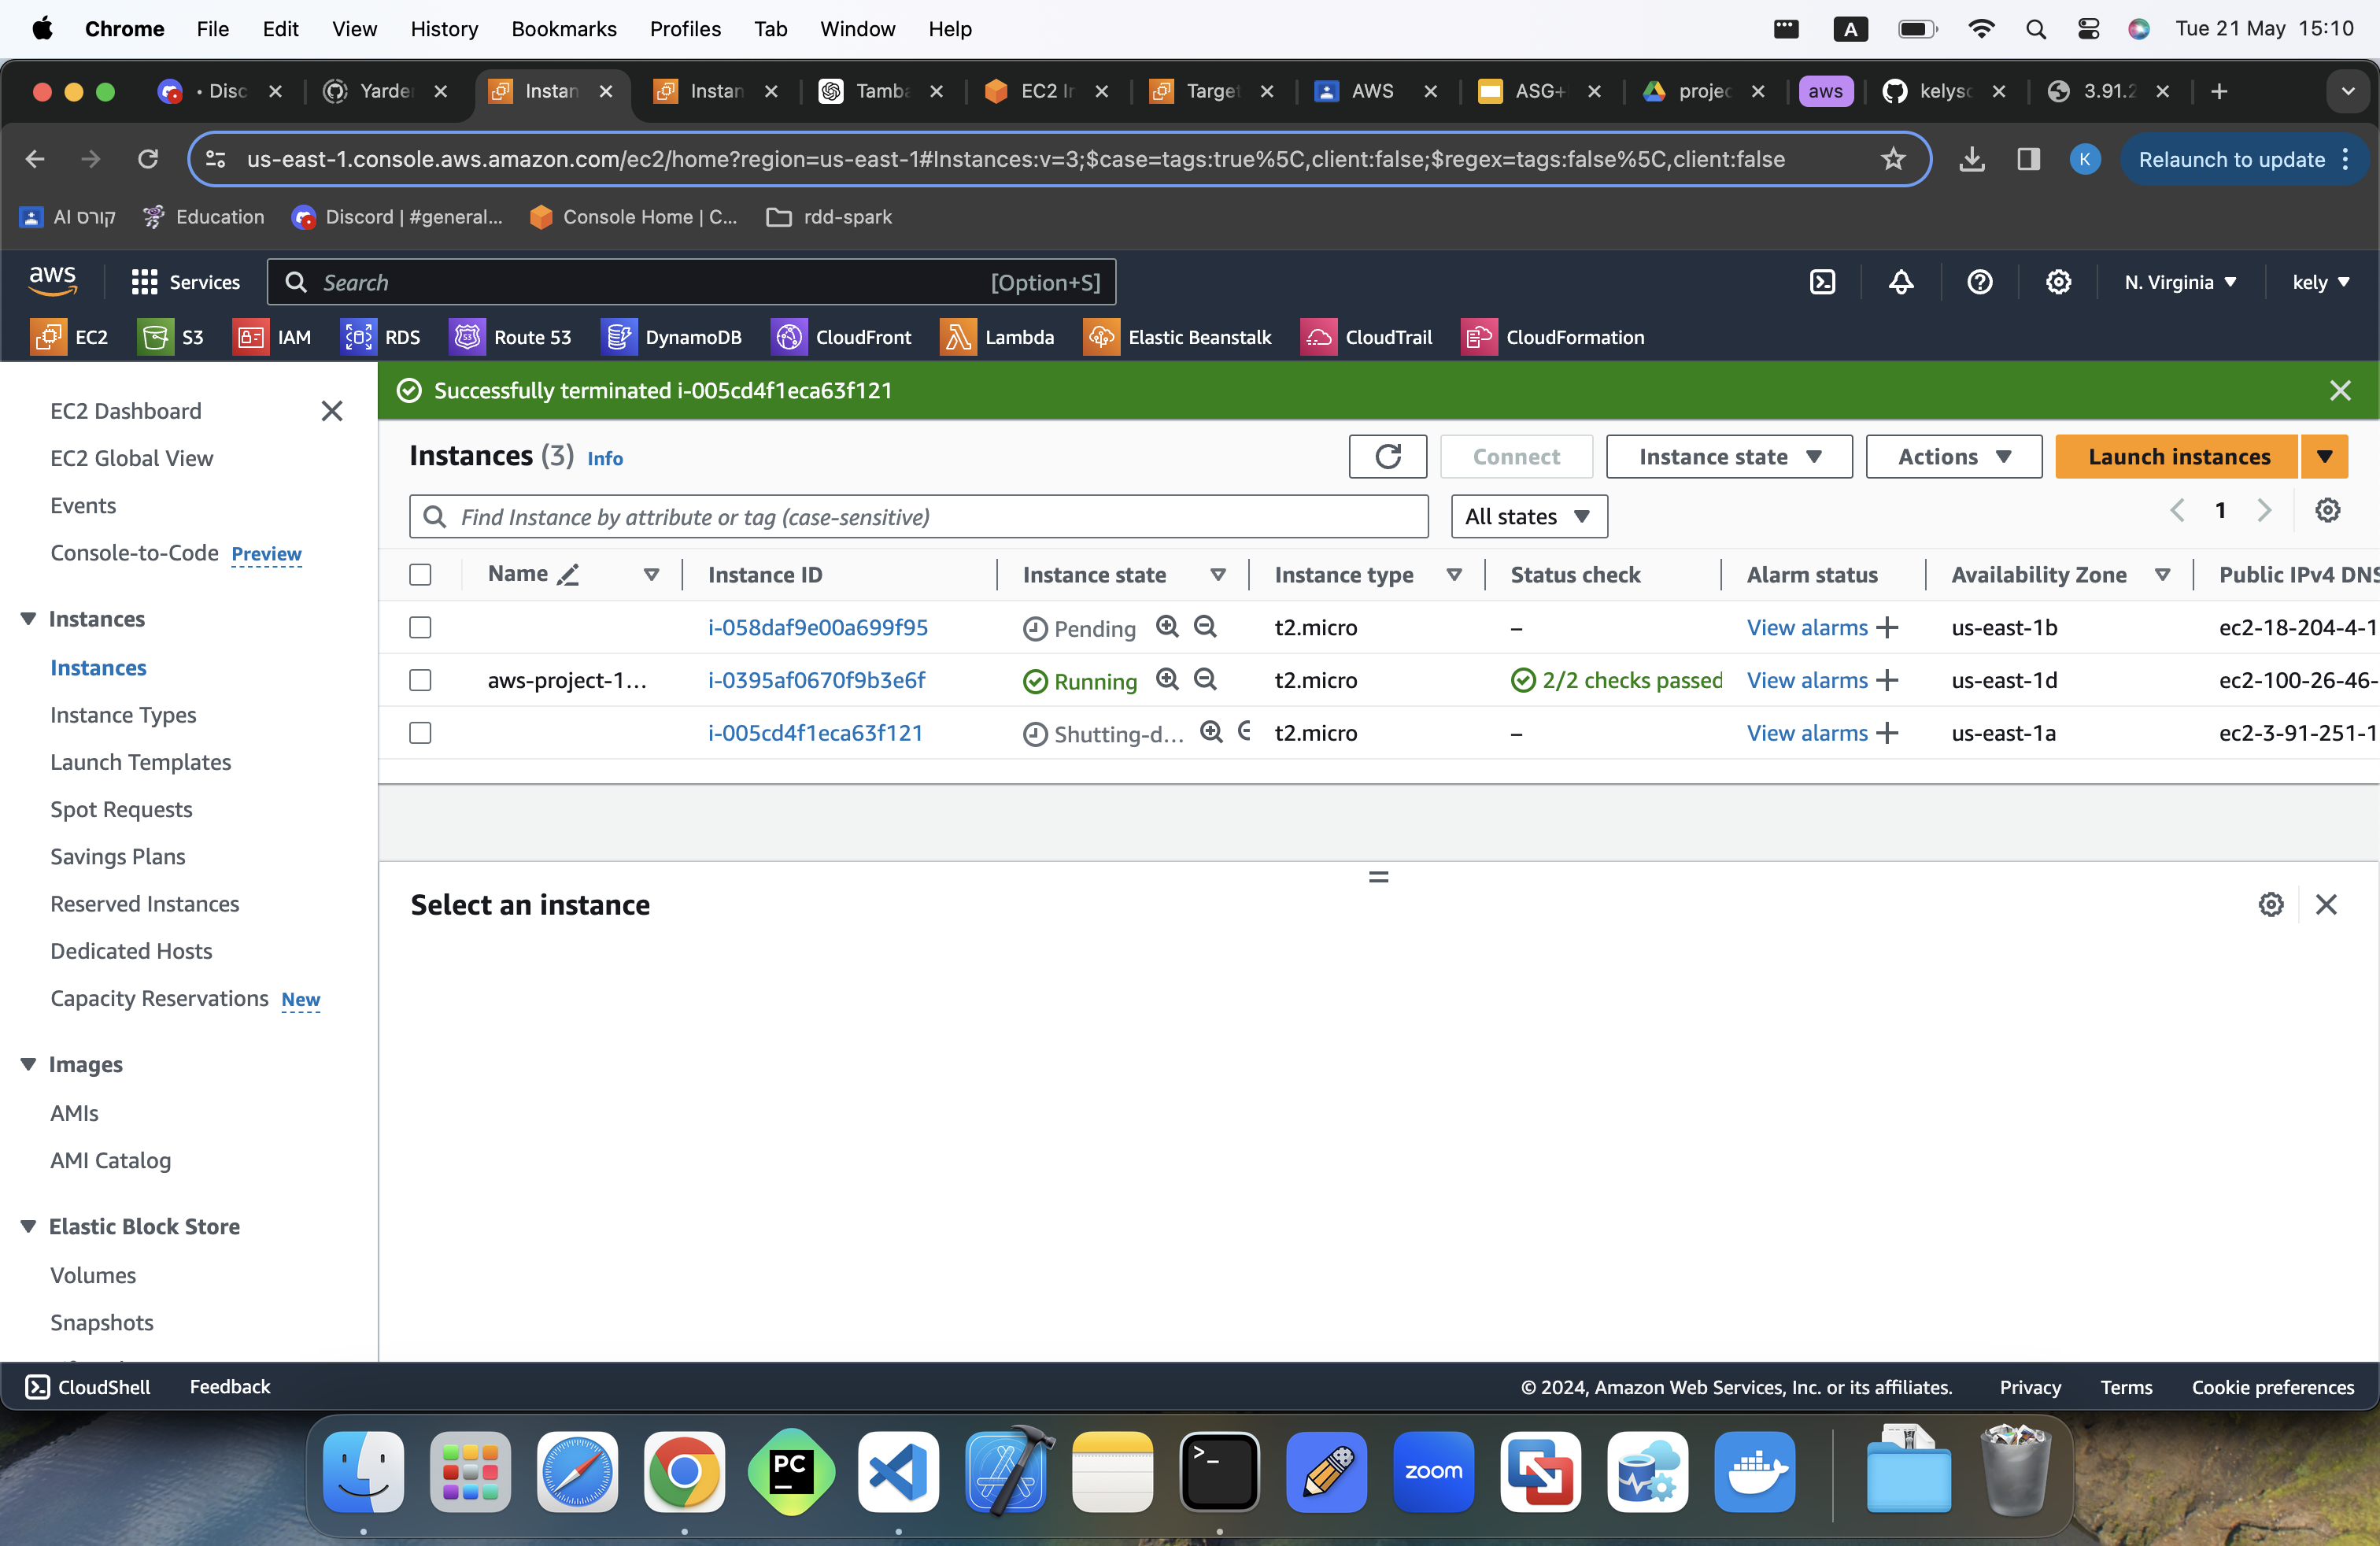 Chrome File Edit View History Bookmarks Profiles Tab Window Help A Tue 21 May 15:10
• Disc Yarde Instan Instan Tamba EC2 In Target AWS ASG+ projec aws kelysc 3.91.2
us-east-1.console.aws.amazon.com/ec2/home?region=us-east-1#Instances:v=3;$case=tags:true%5C,client:false;$regex=tags:false%5C,client:false K Relaunch to update
קורס AI Education Discord | #general... Console Home | C... rdd-spark
aws Services Search [Option+S] N. Virginia kely
EC2 S3 IAM RDS Route 53 DynamoDB CloudFront Lambda Elastic Beanstalk CloudTrail CloudFormation
EC2 Dashboard
EC2 Global View
Events
Console-to-Code Preview
Instances
Instances
Instance Types
Launch Templates
Spot Requests
Savings Plans
Reserved Instances
Dedicated Hosts
Capacity Reservations New
Images
AMIs
AMI Catalog
Elastic Block Store
Volumes
Snapshots
Successfully terminated i-005cd4f1eca63f121
Instances (3) Info Connect Instance state Actions Launch instances
Find Instance by attribute or tag (case-sensitive) All states 1
Name Instance ID Instance state Instance type Status check Alarm status Availability Zone Public IPv4 DNS
i-058daf9e00a699f95 Pending t2.micro – View alarms us-east-1b ec2-18-204-4-1
aws-project-1... i-0395af0670f9b3e6f Running t2.micro 2/2 checks passed View alarms us-east-1d ec2-100-26-46-
i-005cd4f1eca63f121 Shutting-d... t2.micro – View alarms us-east-1a ec2-3-91-251-1
Select an instance
CloudShell Feedback © 2024, Amazon Web Services, Inc. or its affiliates. Privacy Terms Cookie preferences
PC zoom